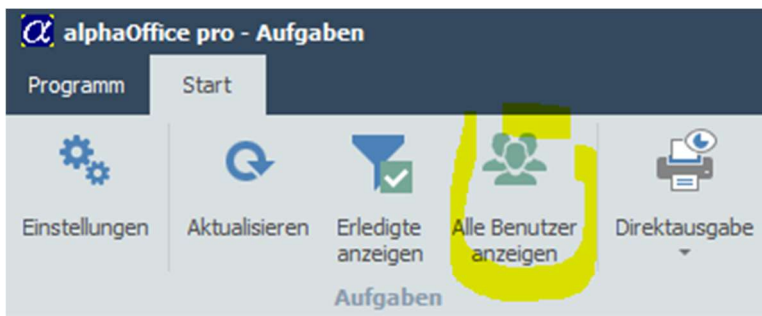 α alphaOffice pro - Aufgaben
Programm Start
Einstellungen Aktualisieren Erledigte anzeigen Alle Benutzer anzeigen Direktausgabe
Aufgaben